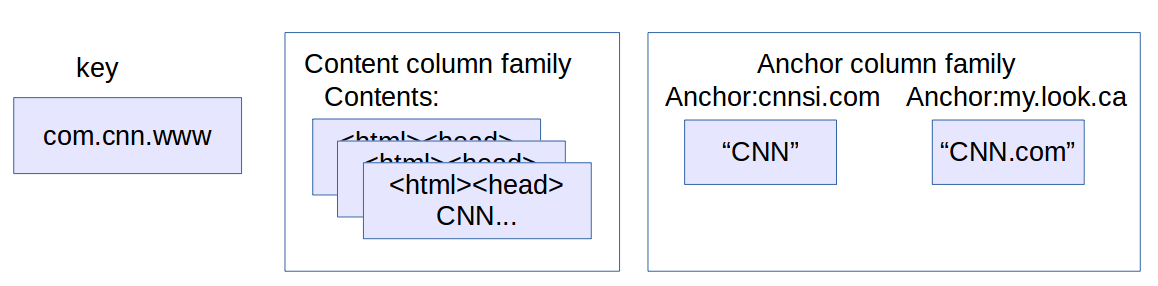 key
com.cnn.www
Content column family
Contents:
<html><head>
<html><head>
<html><head>
CNN...
Anchor column family
Anchor:cnnsi.com Anchor:my.look.ca
“CNN” “CNN.com”